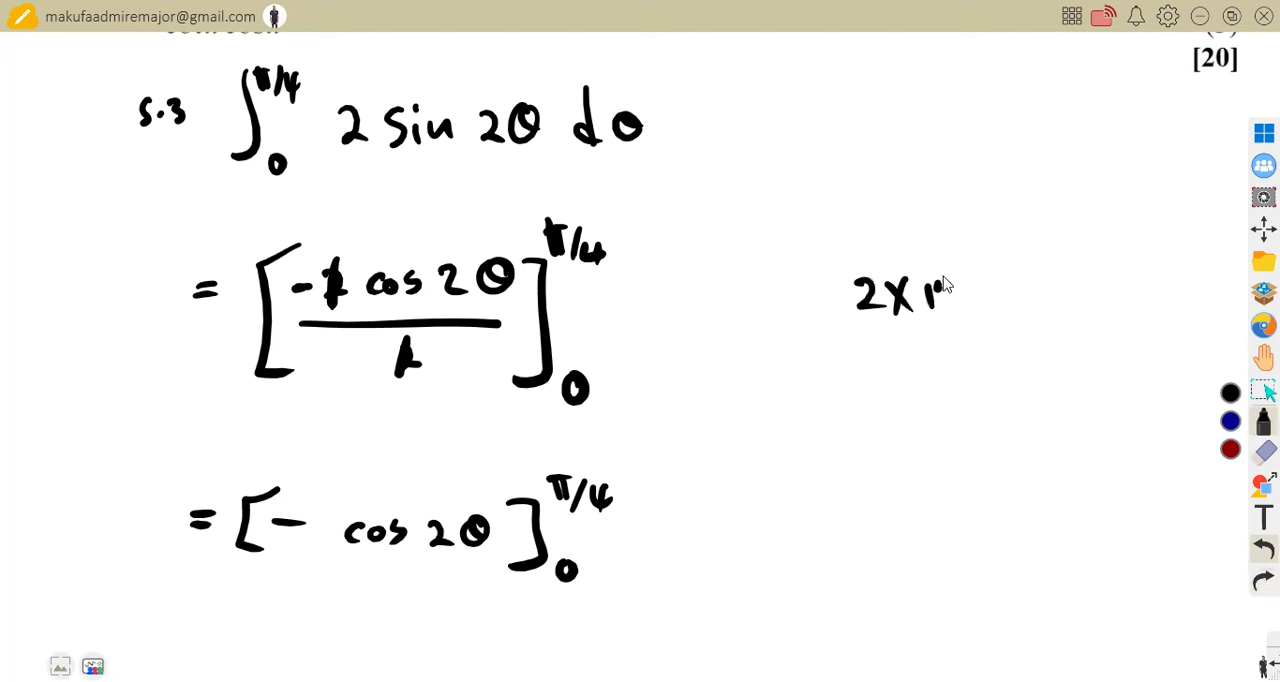 makufaadmiremajor@gmail.com
[20]
5.3 ∫₀^π/4 2 sin 2θ dθ
= [-2 cos 2θ / 2]₀^π/4
2 X
= [- cos 2θ]₀^π/4